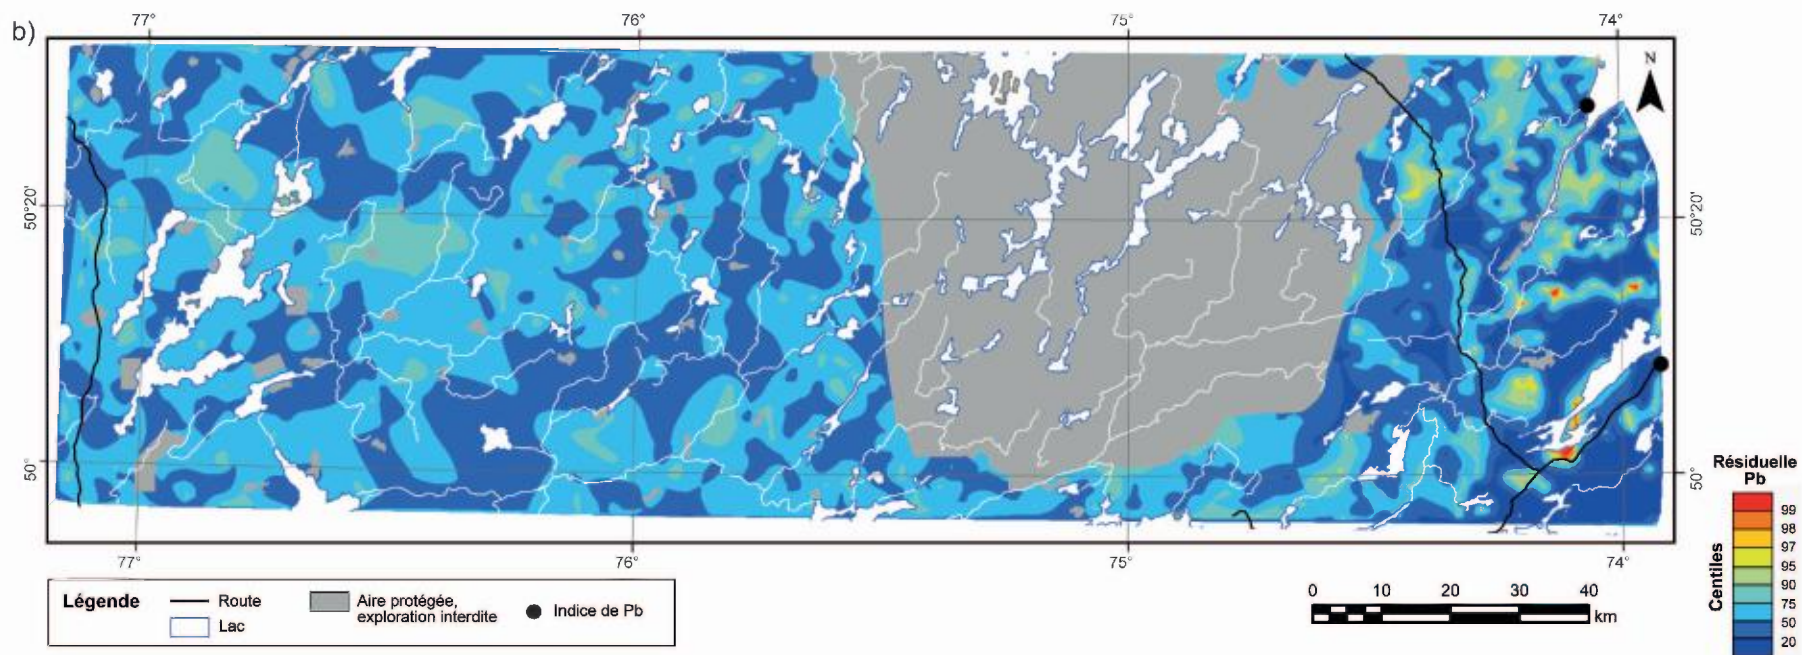 b)
77° 76° 75° 74°
N
50°20' 50°20'
50° 50°
77° 76° 75° 74°
Résiduelle
Pb
Centiles
99
98
97
95
90
75
50
20
Légende
Route
Lac
Aire protégée,
exploration interdite
Indice de Pb
0 10 20 30 40
km